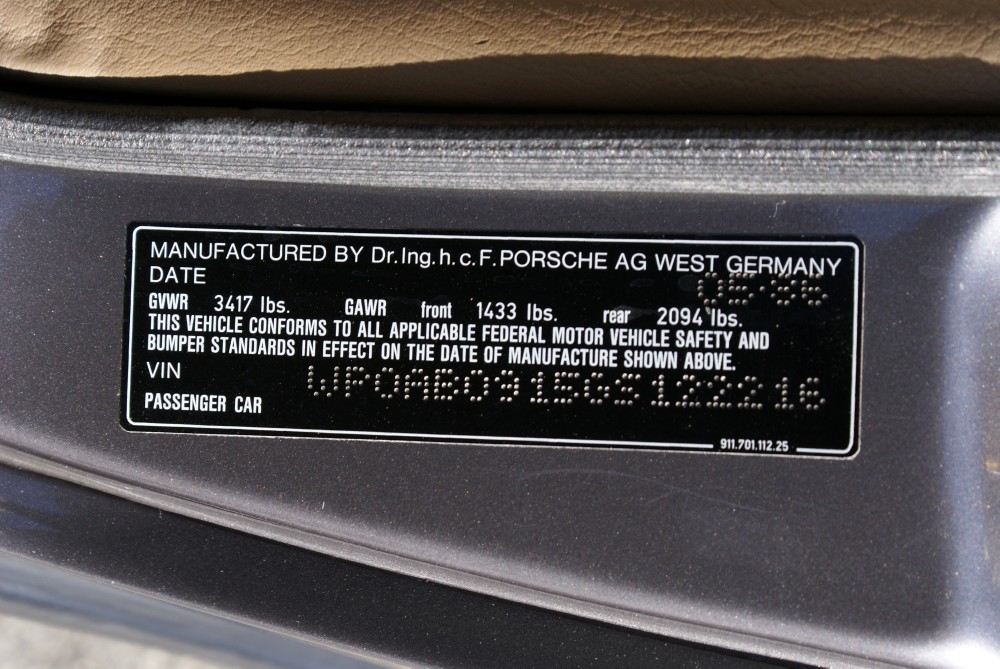 MANUFACTURED BY Dr.Ing.h.c.F.PORSCHE AG WEST GERMANY
DATE 05·86
GVWR 3417 lbs. GAWR front 1433 lbs. rear 2094 lbs.
THIS VEHICLE CONFORMS TO ALL APPLICABLE FEDERAL MOTOR VEHICLE SAFETY AND
BUMPER STANDARDS IN EFFECT ON THE DATE OF MANUFACTURE SHOWN ABOVE.
VIN WP0AB0915GS122216
PASSENGER CAR
911.701.112.25